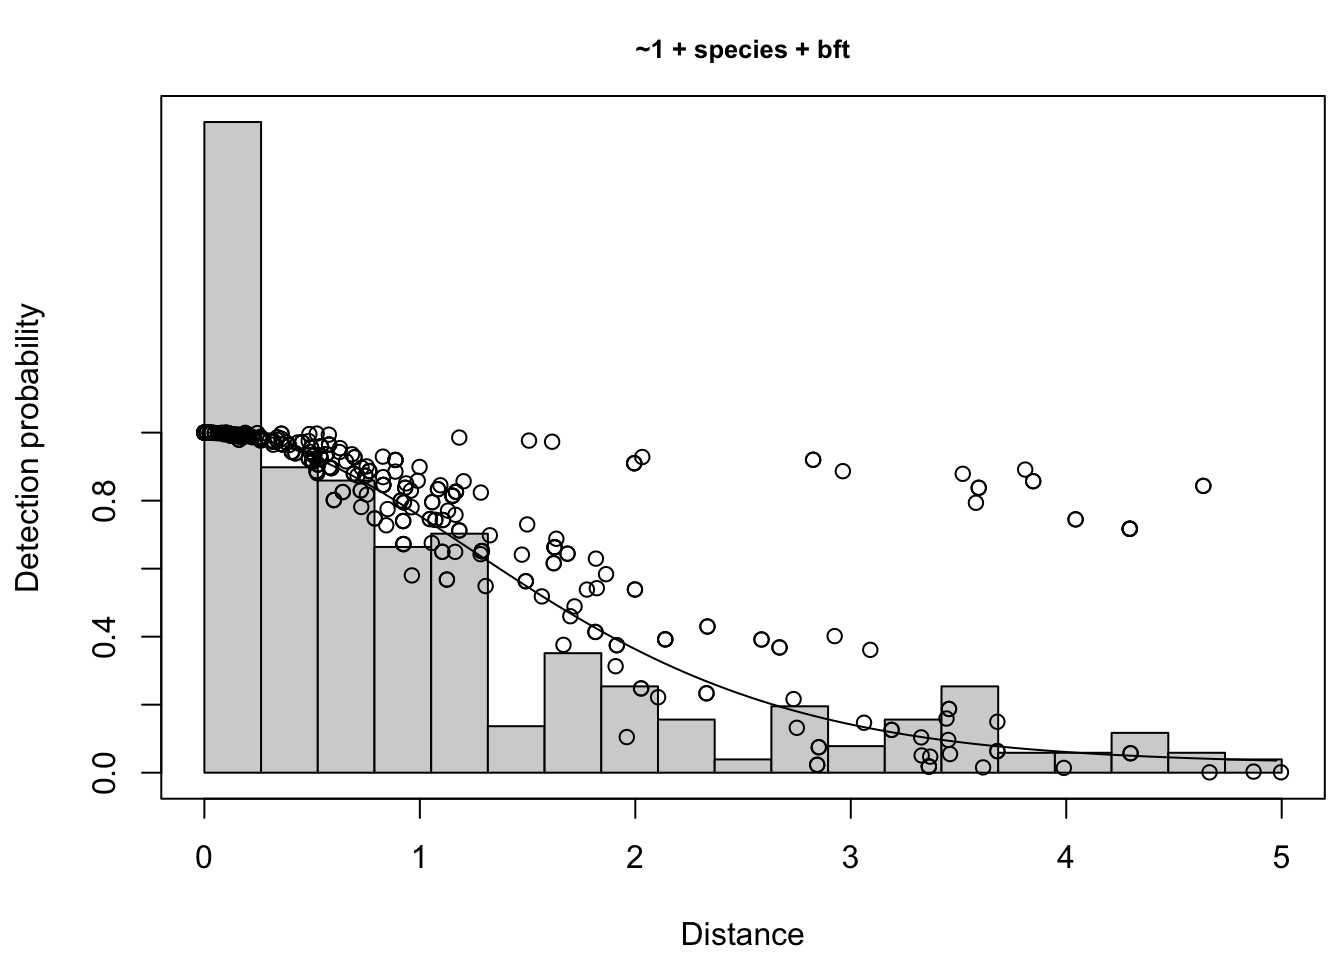 ~1 + species + bft
Detection probability
0.8
0.4
0.0
0 1 2 3 4 5
Distance